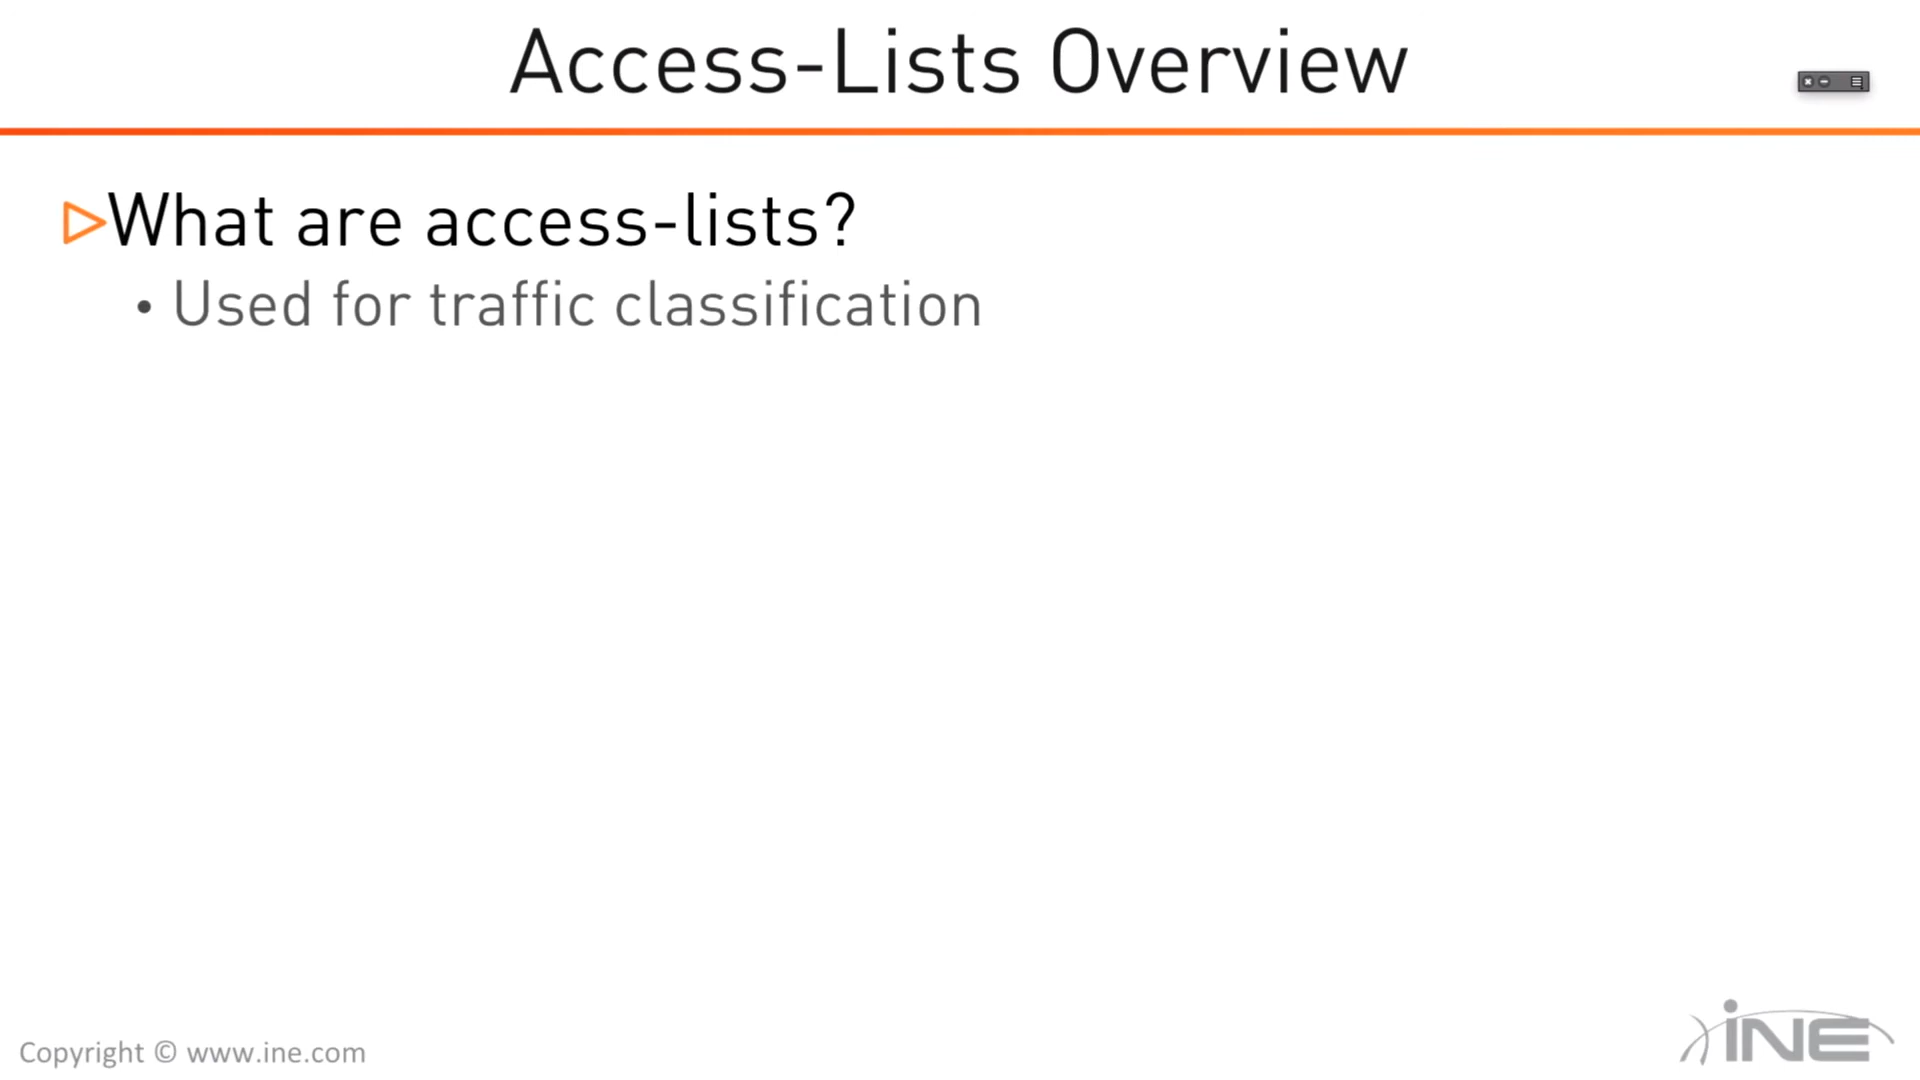 Access-Lists Overview
What are access-lists?
• Used for traffic classification
Copyright © www.ine.com
iNE